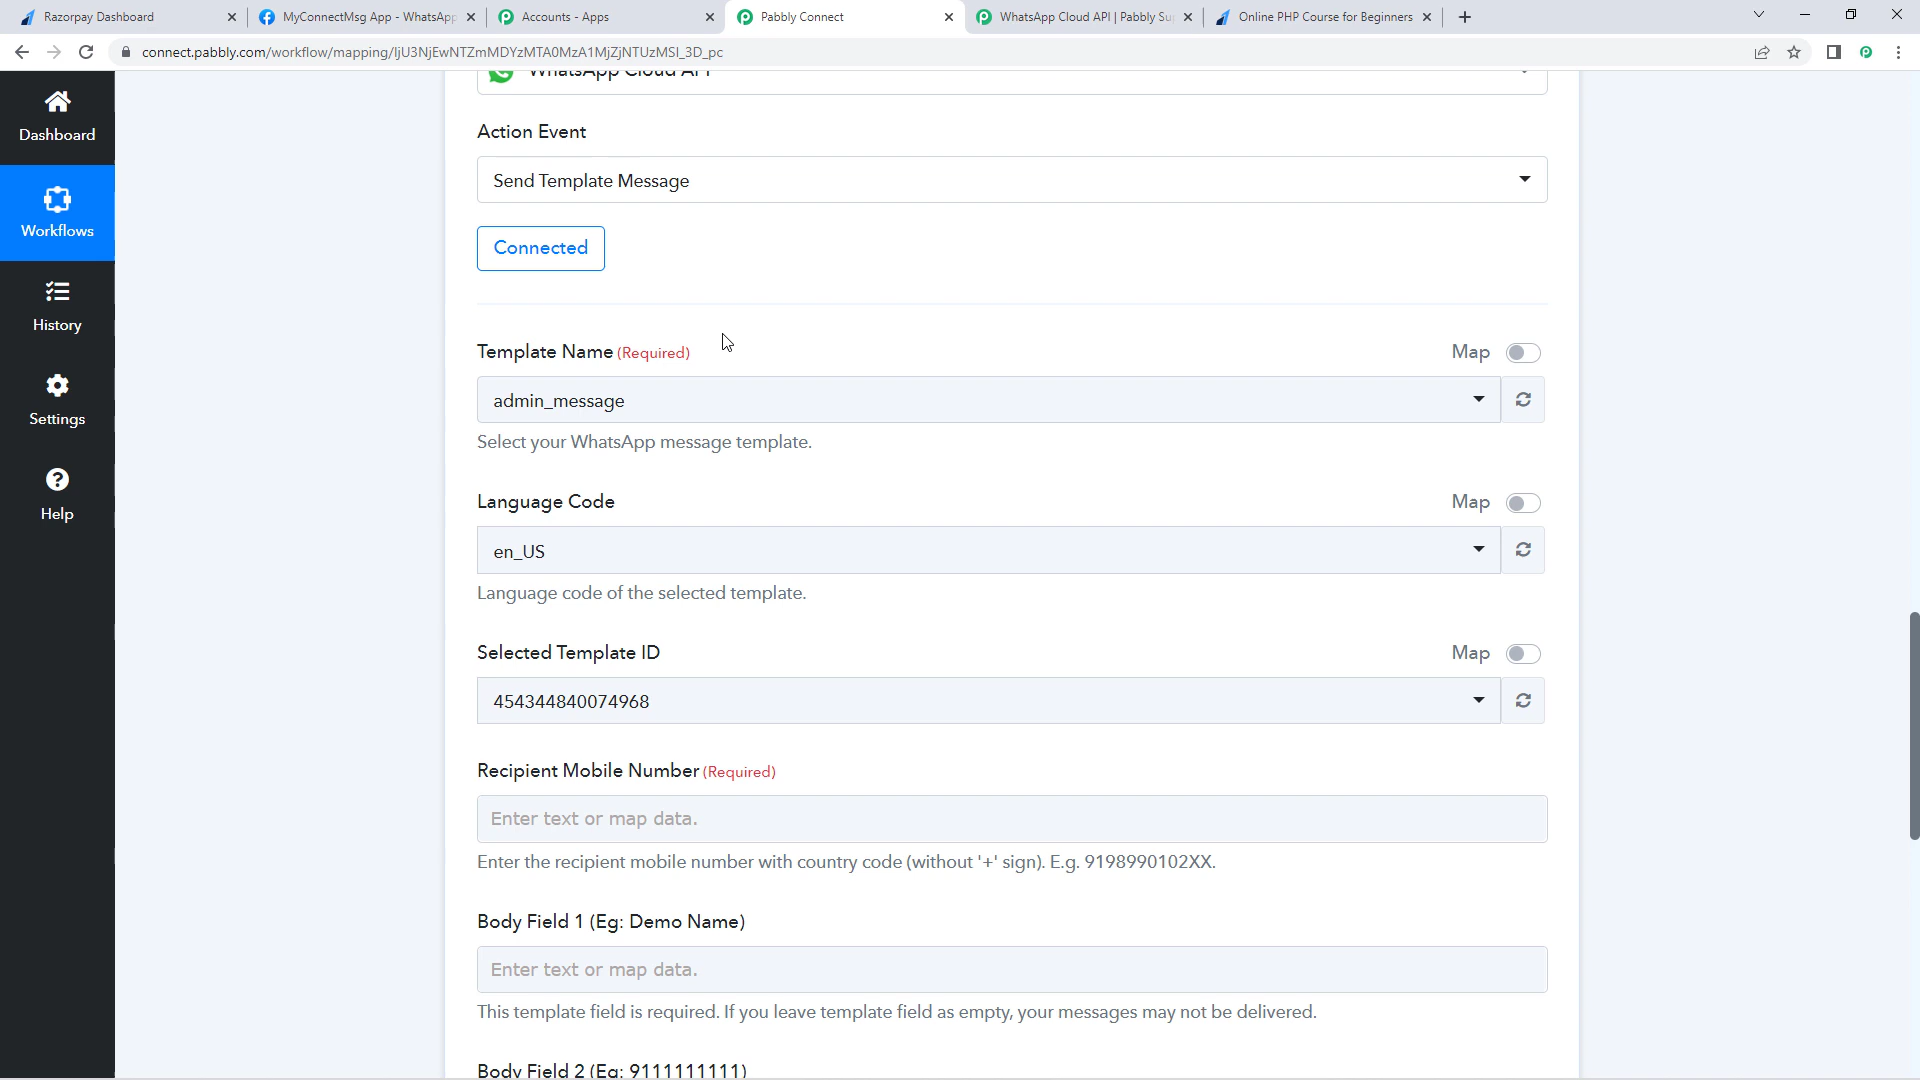 Razorpay Dashboard
MyConnectMsg App - WhatsApp
Accounts - Apps
Pabbly Connect
WhatsApp Cloud API | Pabbly Su
Online PHP Course for Beginners
connect.pabbly.com/workflow/mapping/IjU3NjEwNTZmMDYzMTA0MzA1MjZjNTUzMSI_3D_pc
Dashboard
Workflows
History
Settings
Help
WhatsApp Cloud API
Action Event
Send Template Message
Connected
Template Name (Required)
Map
admin_message
Select your WhatsApp message template.
Language Code
Map
en_US
Language code of the selected template.
Selected Template ID
Map
454344840074968
Recipient Mobile Number (Required)
Enter text or map data.
Enter the recipient mobile number with country code (without '+' sign). E.g. 9198990102XX.
Body Field 1 (Eg: Demo Name)
Enter text or map data.
This template field is required. If you leave template field as empty, your messages may not be delivered.
Body Field 2 (Eg: 9111111111)